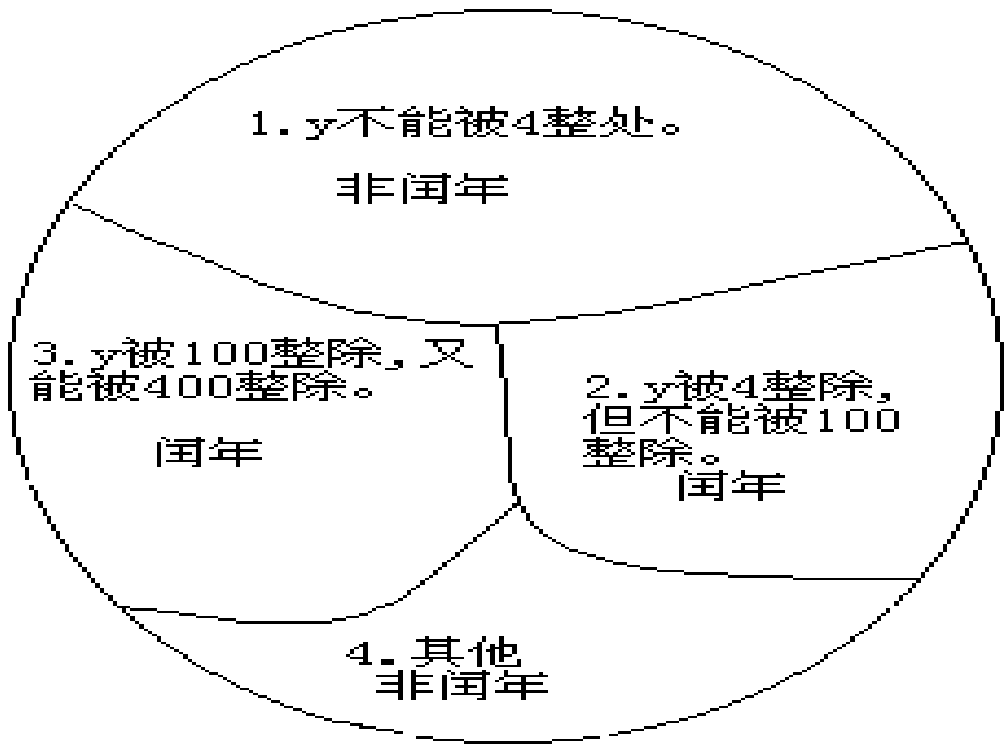 1. y不能被4整处。
非闰年
3. y被100整除,又
能被400整除。
闰年
2. y被4整除,
但不能被100
整除。
闰年
4. 其他
非闰年